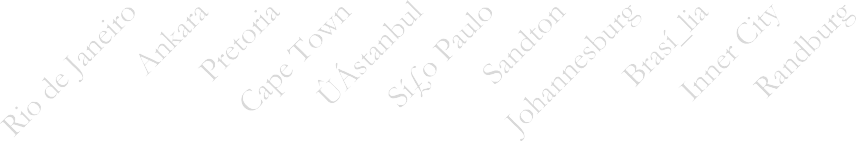 Rio de Janeiro
Ankara
Pretoria
Cape Town
ÛÁstanbul
Sí£o Paulo
Sandton
Johannesburg
Brasí_lia
Inner City
Randburg